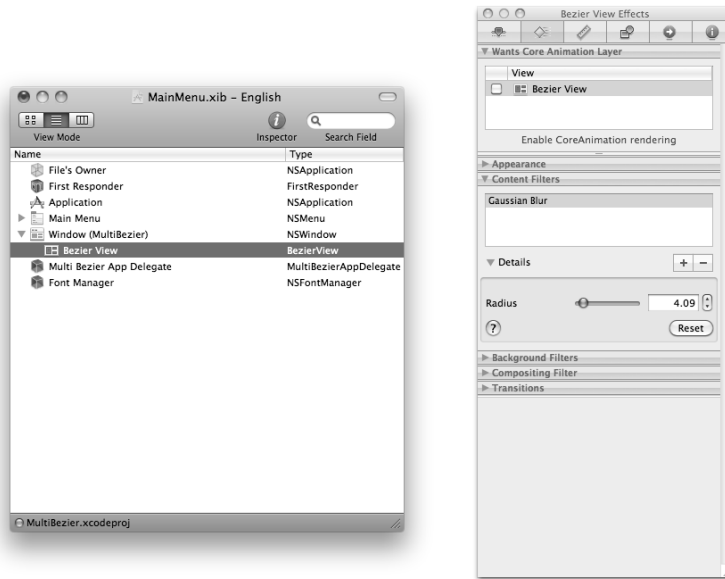 MainMenu.xib – English
View Mode
Inspector
Search Field
Name Type
File's Owner NSApplication
First Responder FirstResponder
Application NSApplication
Main Menu NSMenu
Window (MultiBezier) NSWindow
Bezier View BezierView
Multi Bezier App Delegate MultiBezierAppDelegate
Font Manager NSFontManager
MultiBezier.xcodeproj
Bezier View Effects
Wants Core Animation Layer
View
Bezier View
Enable CoreAnimation rendering
Appearance
Content Filters
Gaussian Blur
Details + −
Radius 4.09
? Reset
Background Filters
Compositing Filter
Transitions